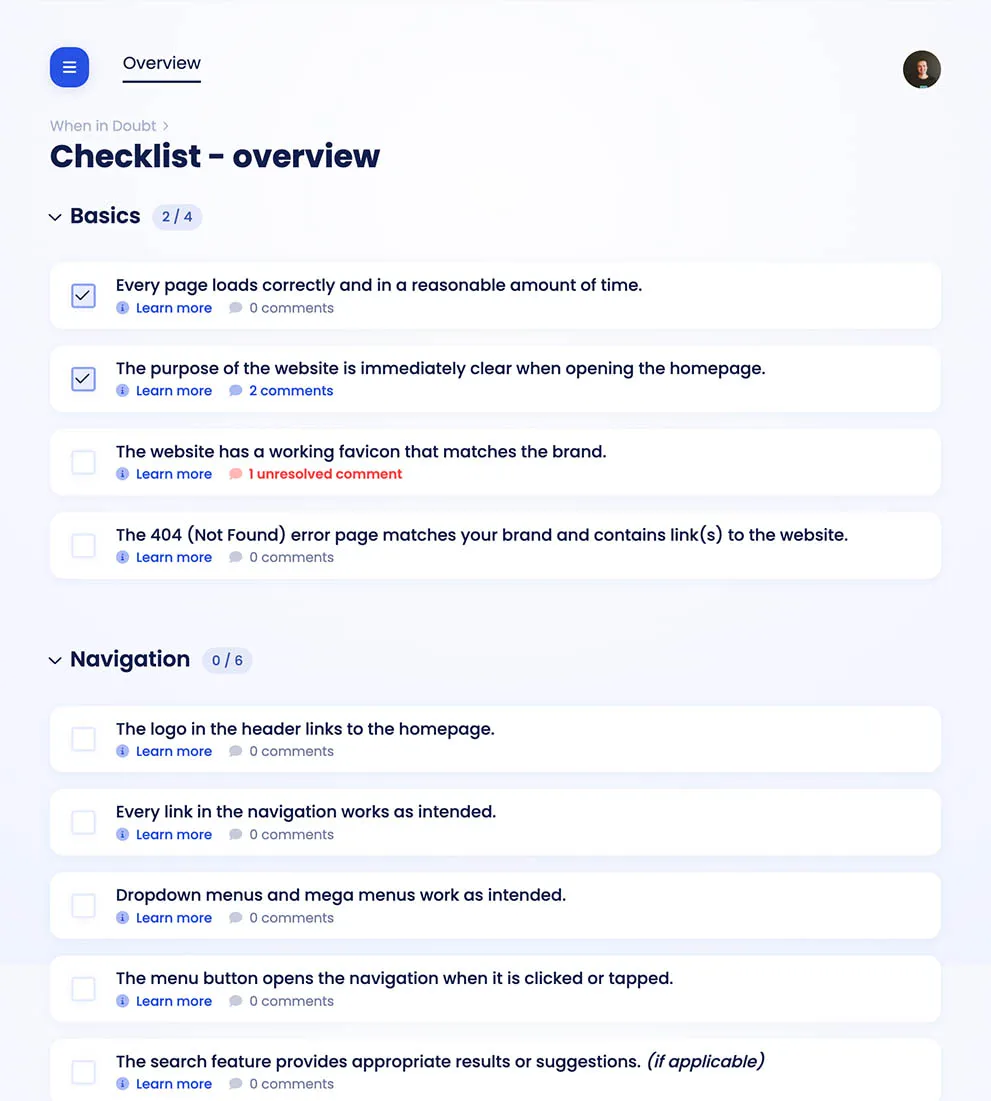 Overview
When in Doubt >
Checklist - overview
Basics 2 / 4
Every page loads correctly and in a reasonable amount of time.
Learn more 0 comments
The purpose of the website is immediately clear when opening the homepage.
Learn more 2 comments
The website has a working favicon that matches the brand.
Learn more 1 unresolved comment
The 404 (Not Found) error page matches your brand and contains link(s) to the website.
Learn more 0 comments
Navigation 0 / 6
The logo in the header links to the homepage.
Learn more 0 comments
Every link in the navigation works as intended.
Learn more 0 comments
Dropdown menus and mega menus work as intended.
Learn more 0 comments
The menu button opens the navigation when it is clicked or tapped.
Learn more 0 comments
The search feature provides appropriate results or suggestions. (if applicable)
Learn more 0 comments